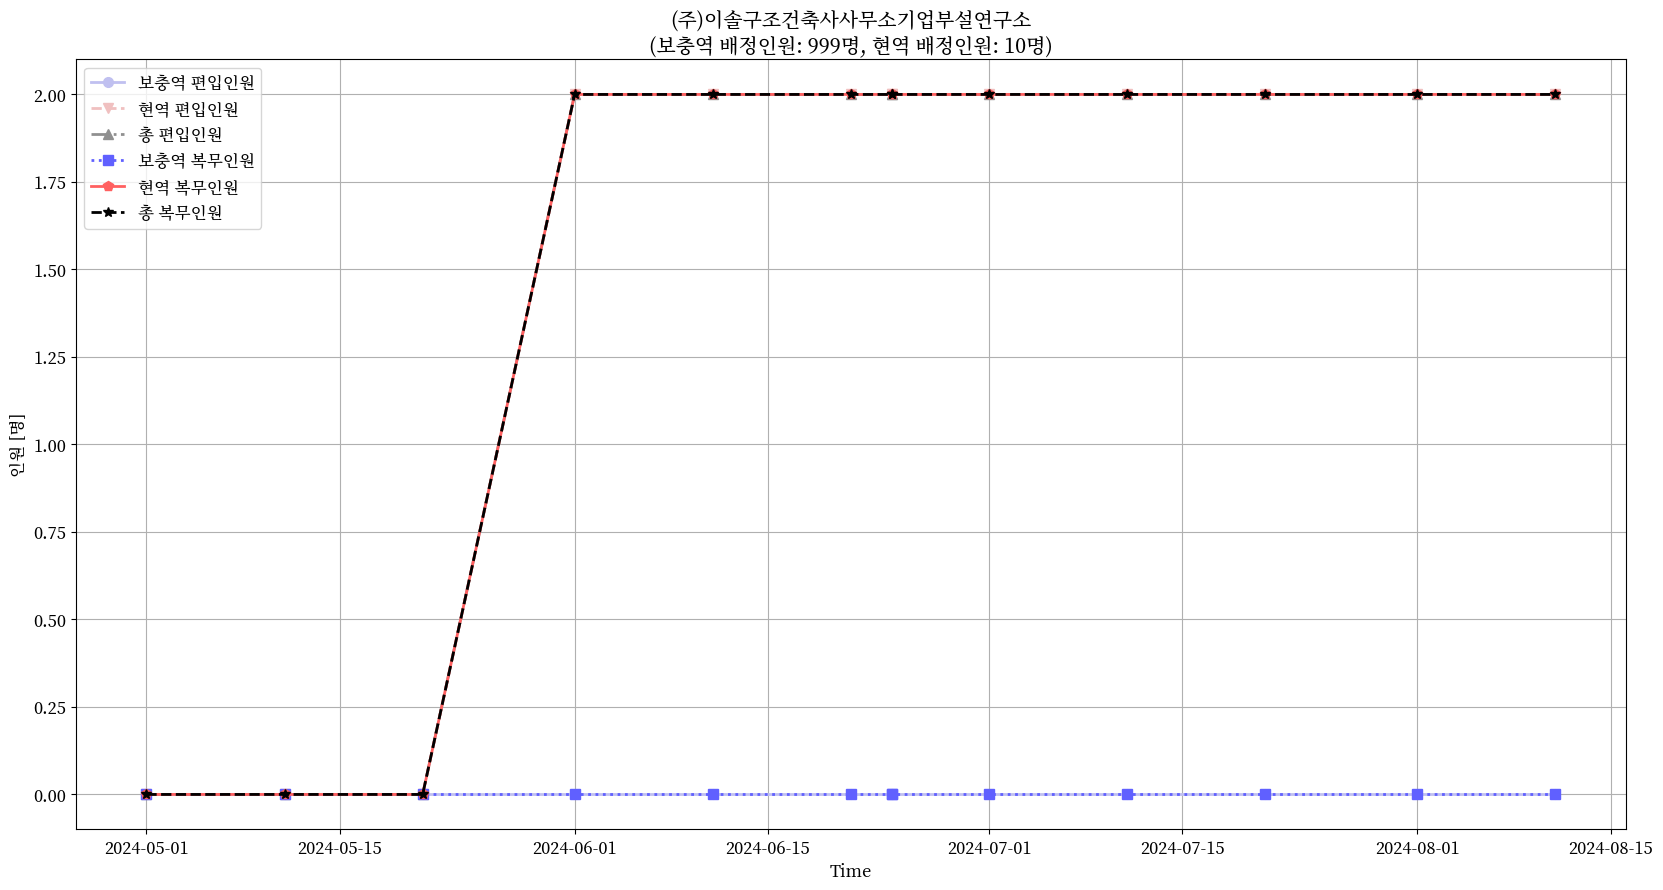 (주)이솔구조건축사사무소기업부설연구소
(보충역 배정인원: 999명, 현역 배정인원: 10명)
보충역 편입인원
현역 편입인원
총 편입인원
보충역 복무인원
현역 복무인원
총 복무인원
2.00
1.75
1.50
1.25
1.00
0.75
0.50
0.25
0.00
인원 [명]
2024-05-01
2024-05-15
2024-06-01
2024-06-15
2024-07-01
2024-07-15
2024-08-01
2024-08-15
Time